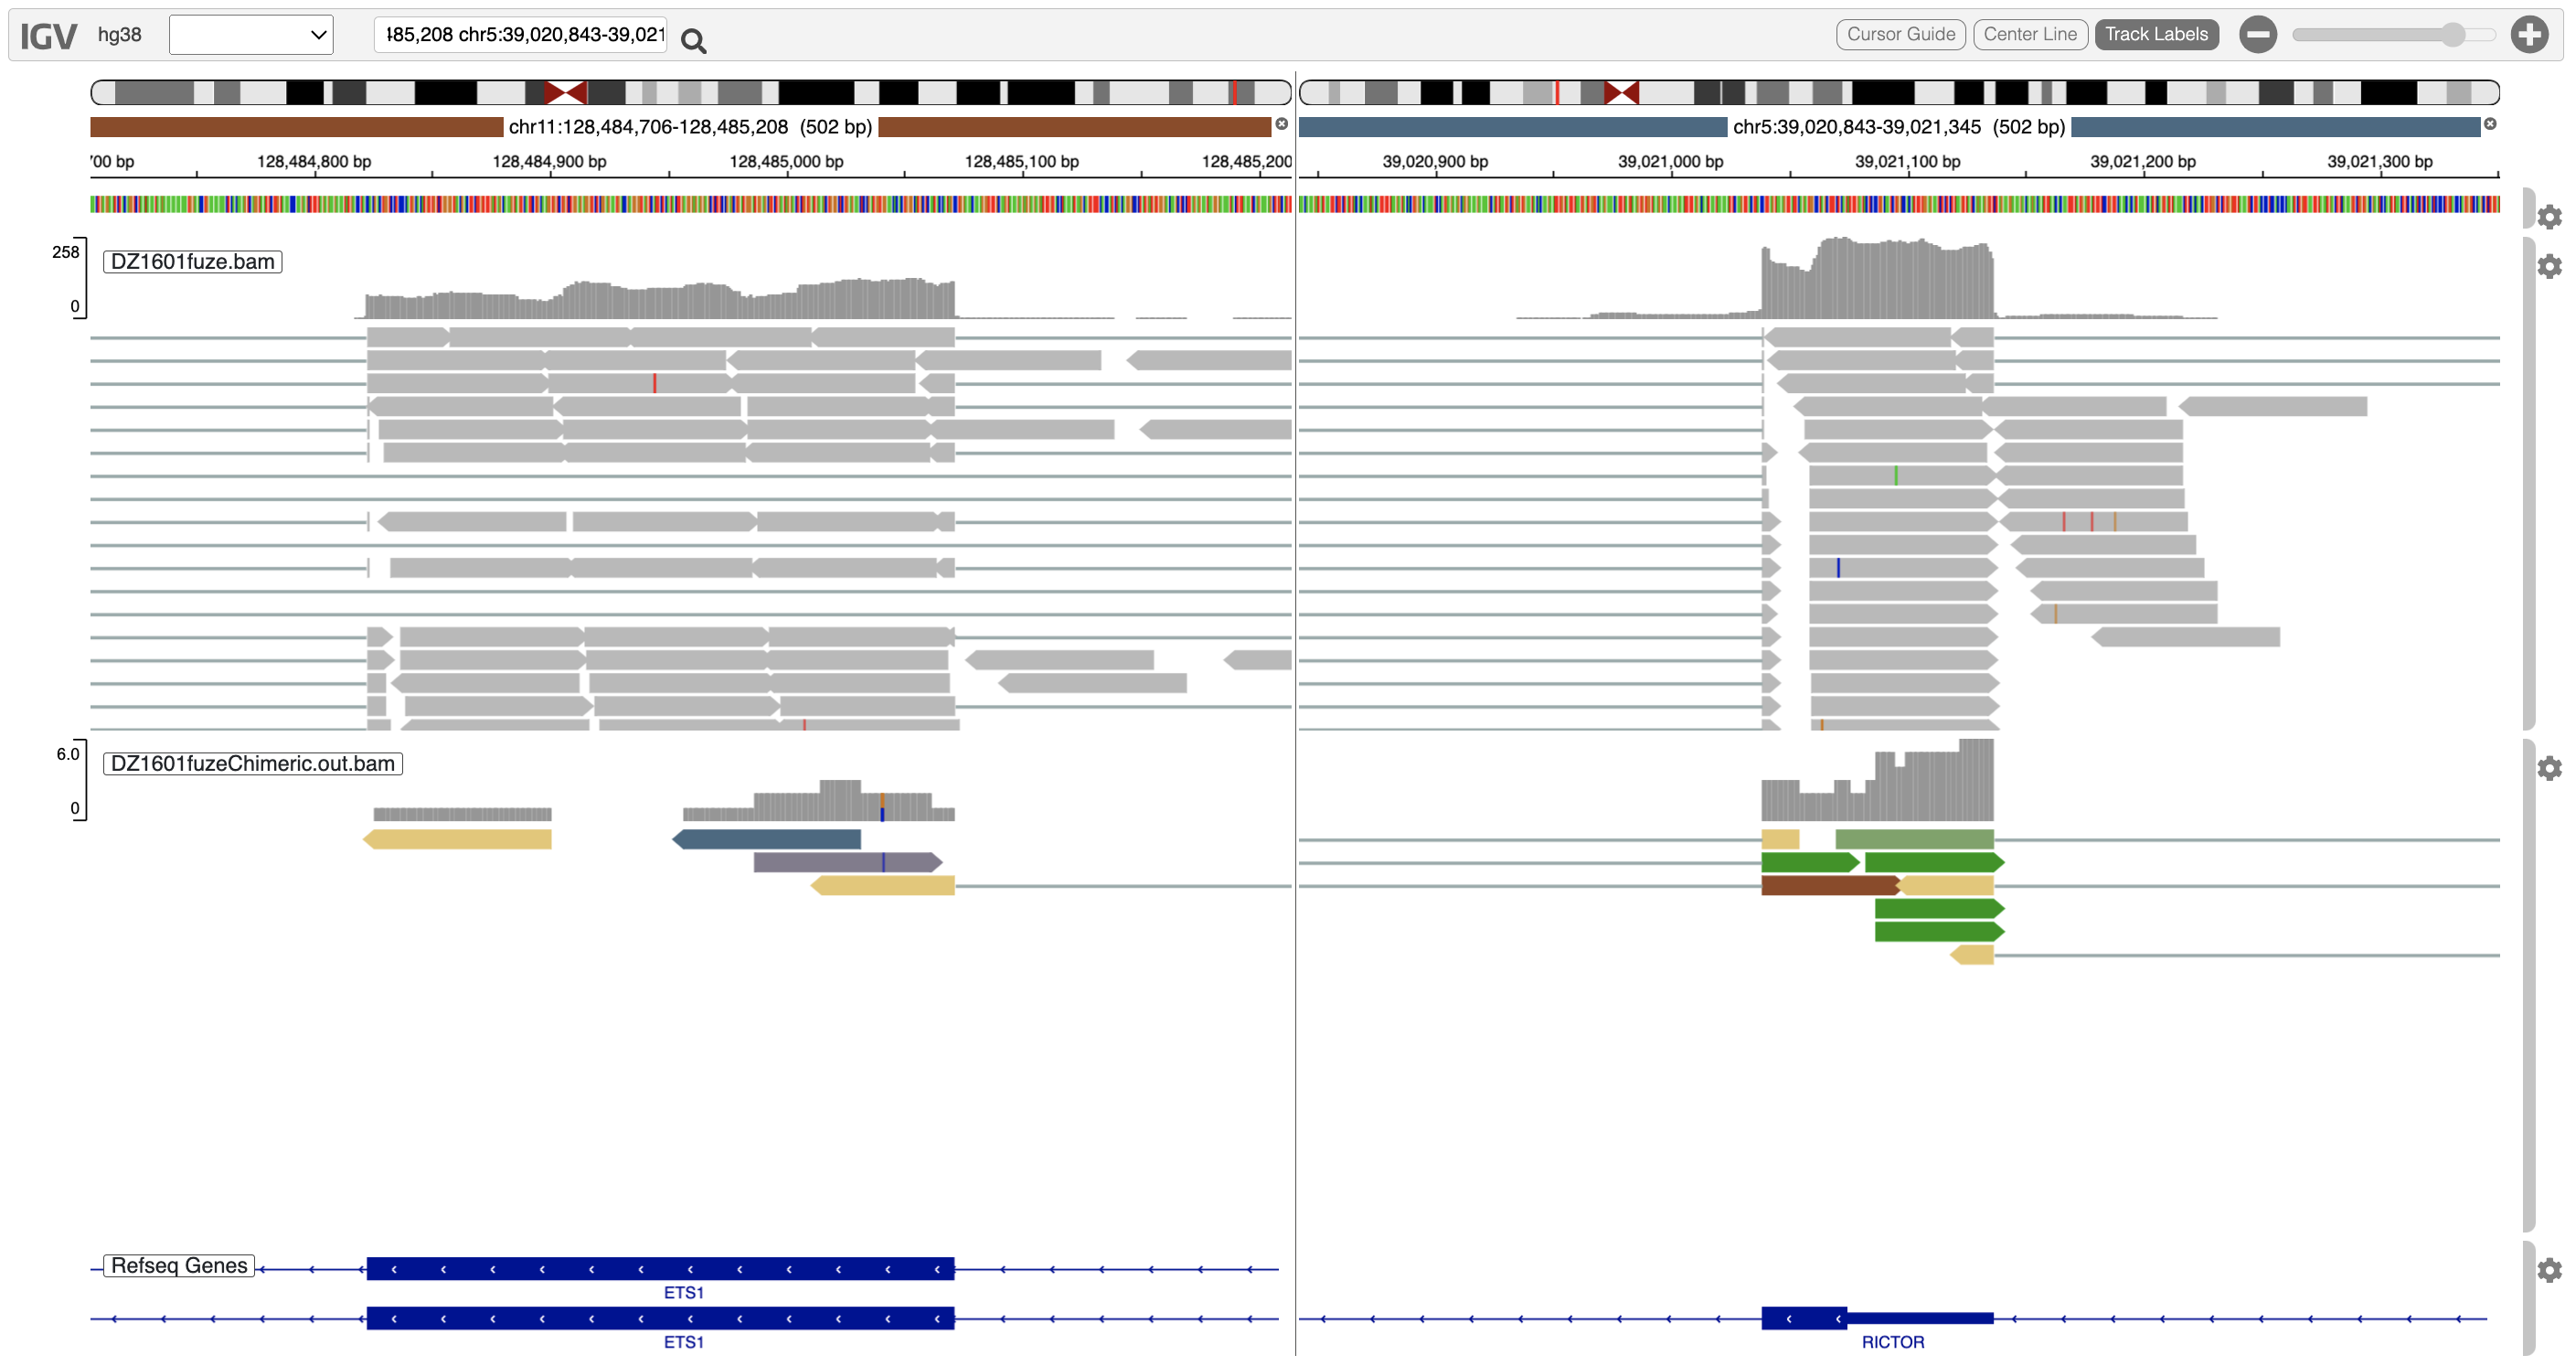 IGV hg38 485,208 chr5:39,020,843-39,021 Cursor Guide Center Line Track Labels
chr11:128,484,706-128,485,208 (502 bp) chr5:39,020,843-39,021,345 (502 bp)
700 bp 128,484,800 bp 128,484,900 bp 128,485,000 bp 128,485,100 bp 128,485,200 39,020,900 bp 39,021,000 bp 39,021,100 bp 39,021,200 bp 39,021,300 bp
258
DZ1601fuze.bam
0
6.0
DZ1601fuzeChimeric.out.bam
0
Refseq Genes
ETS1
ETS1 RICTOR